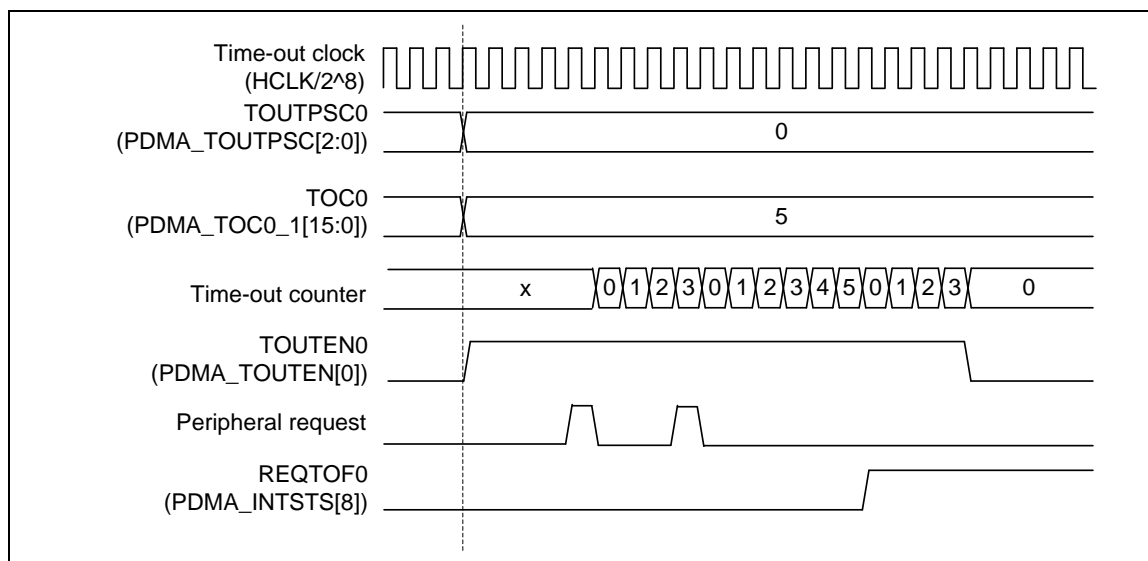 Time-out clock
(HCLK/2^8)
TOUTPSC0
(PDMA_TOUTPSC[2:0])
0
TOC0
(PDMA_TOC0_1[15:0])
5
Time-out counter
x 0 1 2 3 0 1 2 3 4 5 0 1 2 3 0
TOUTEN0
(PDMA_TOUTEN[0])
Peripheral request
REQTOF0
(PDMA_INTSTS[8])